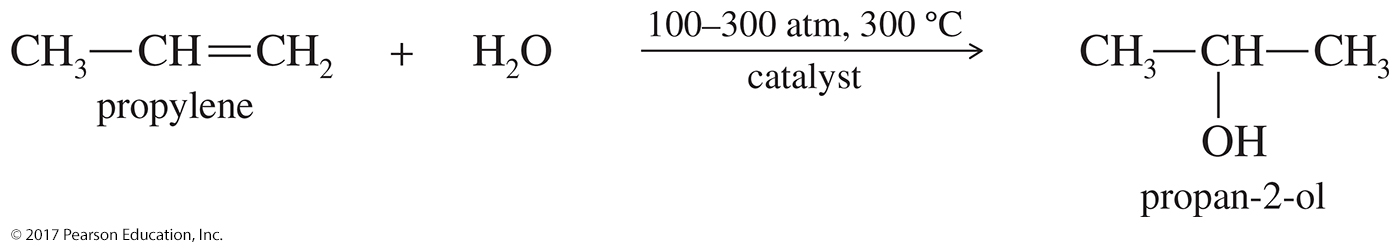 CH₃—CH=CH₂ + H₂O 100–300 atm, 300 °C CH₃—CH—CH₃
propylene catalyst OH
propan-2-ol
© 2017 Pearson Education, Inc.